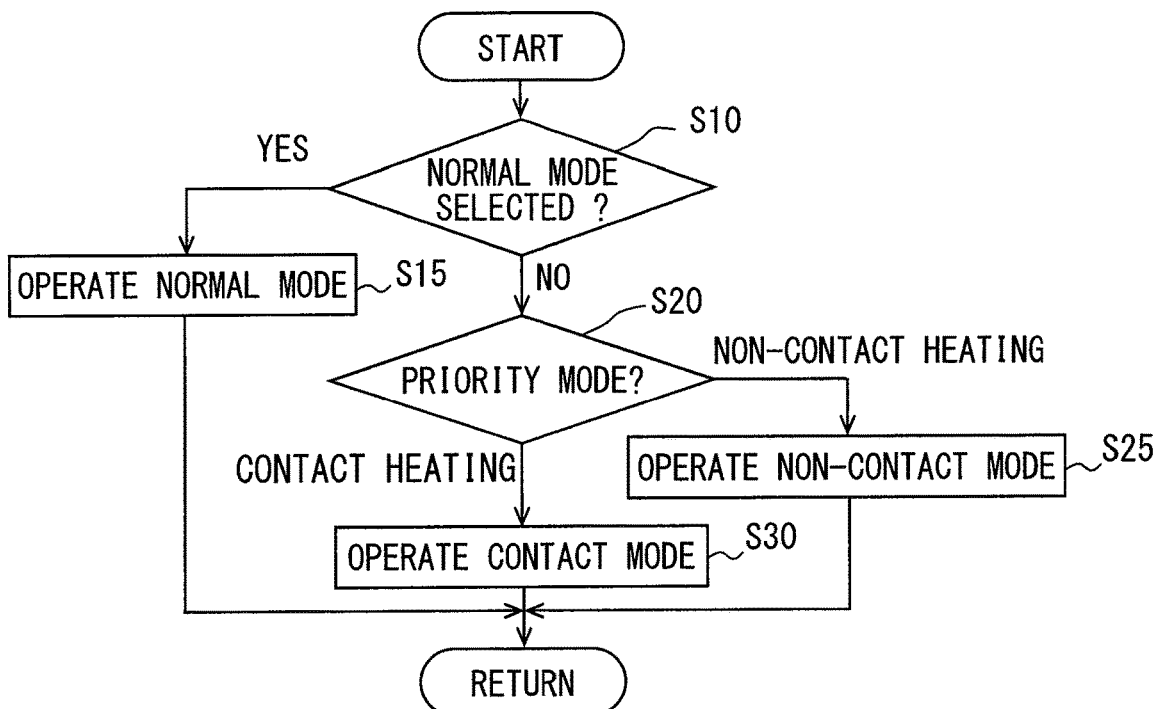 START
S10
YES
NORMAL MODE
SELECTED ?
OPERATE NORMAL MODE
S15
NO
S20
NON-CONTACT HEATING
PRIORITY MODE?
CONTACT HEATING
OPERATE NON-CONTACT MODE
S25
OPERATE CONTACT MODE
S30
RETURN